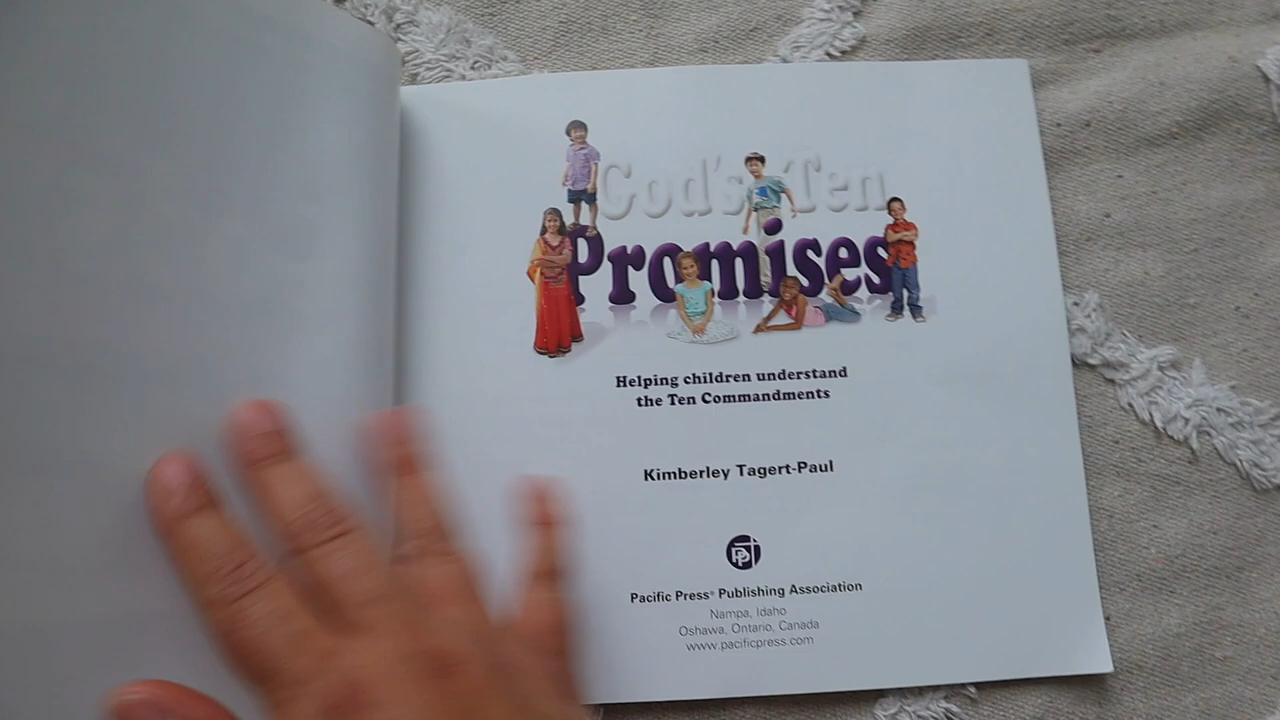 God's Ten
Promises
Helping children understand
the Ten Commandments
Kimberley Tagert-Paul
PP
Pacific Press® Publishing Association
Nampa, Idaho
Oshawa, Ontario, Canada
www.pacificpress.com